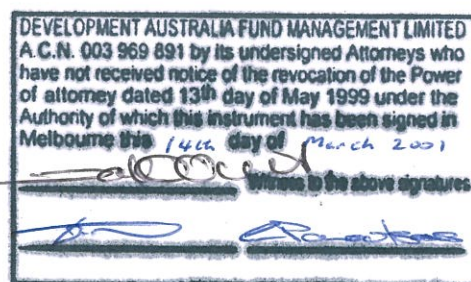 DEVELOPMENT AUSTRALIA FUND MANAGEMENT LIMITED
A.C.N. 003 969 891 by its undersigned Attorneys who
have not received notice of the revocation of the Power
of attorney dated 13th day of May 1999 under the
Authority of which this instrument has been signed in
Melbourne this 14th day of March 2001
Witness to the above signatures